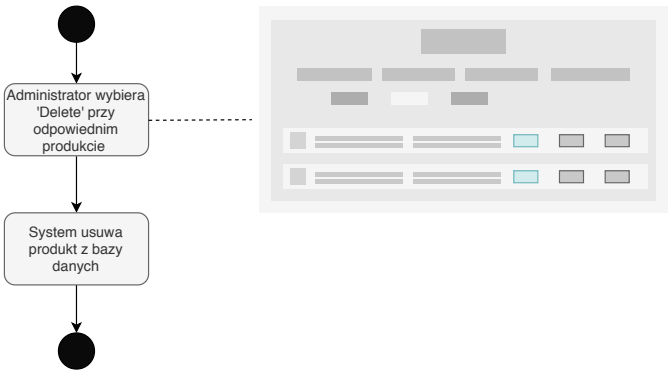 Administrator wybiera
'Delete' przy
odpowiednim
produkcie
System usuwa
produkt z bazy
danych